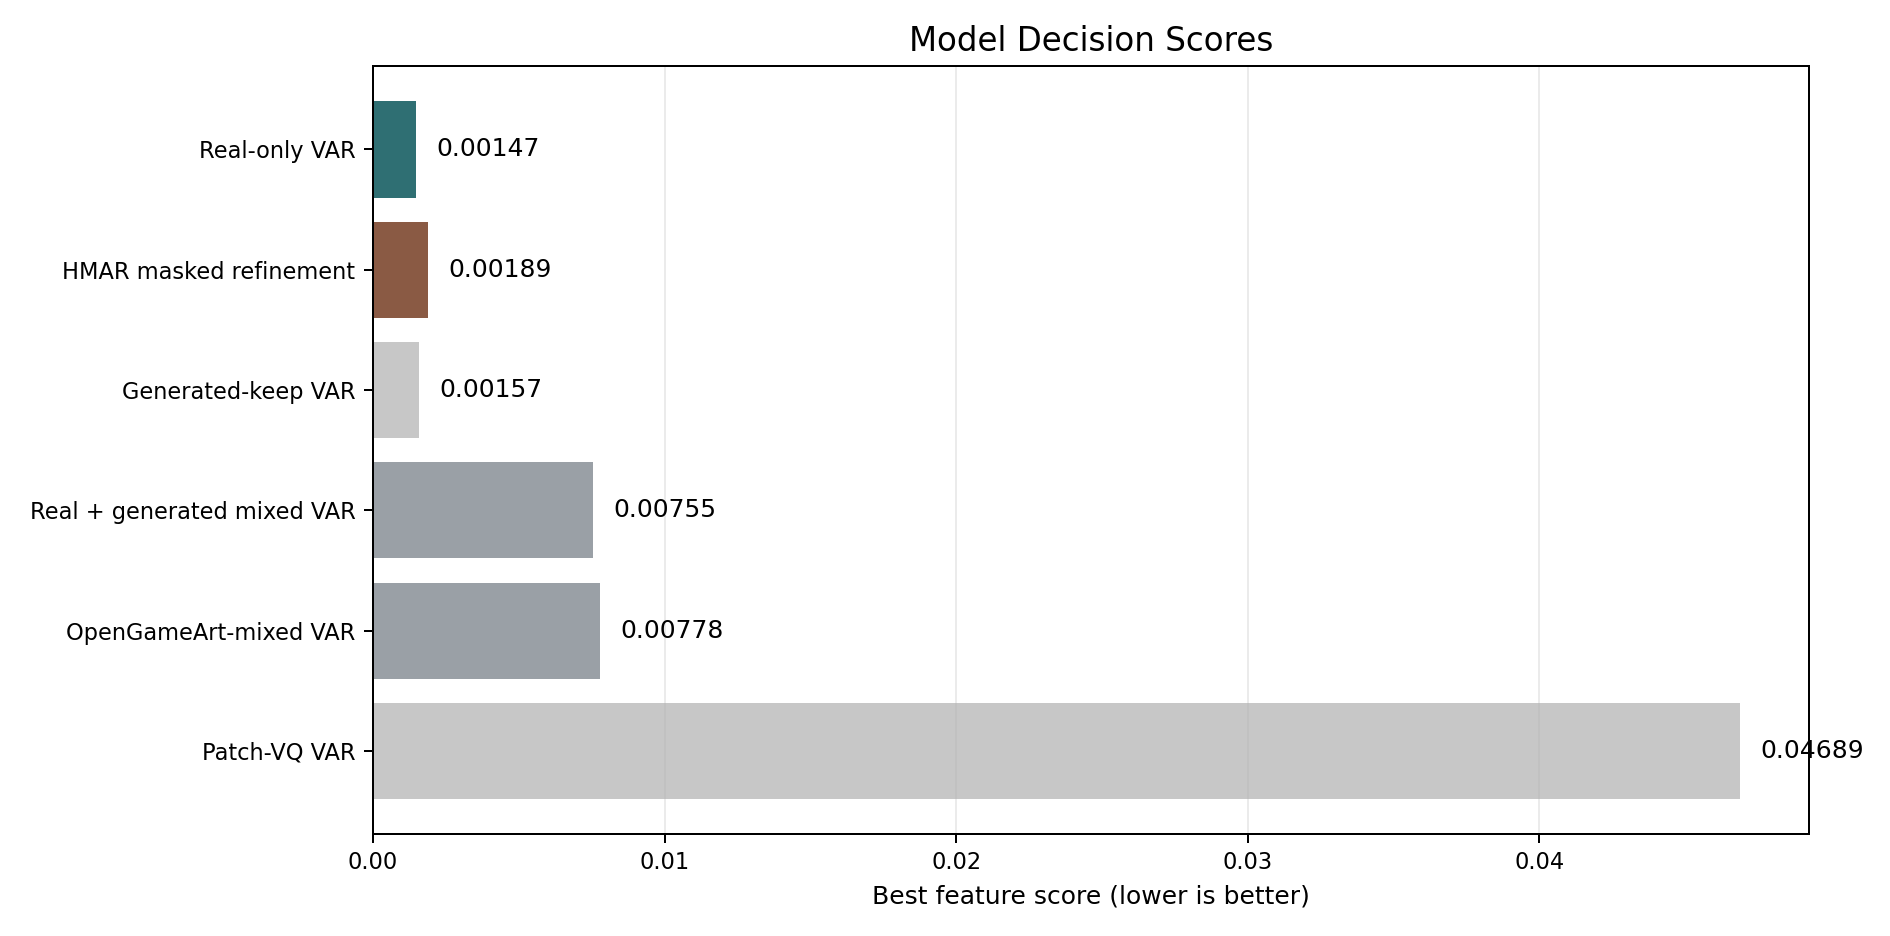 Model Decision Scores
Real-only VAR 0.00147
HMAR masked refinement 0.00189
Generated-keep VAR 0.00157
Real + generated mixed VAR 0.00755
OpenGameArt-mixed VAR 0.00778
Patch-VQ VAR 0.04689
0.00 0.01 0.02 0.03 0.04
Best feature score (lower is better)